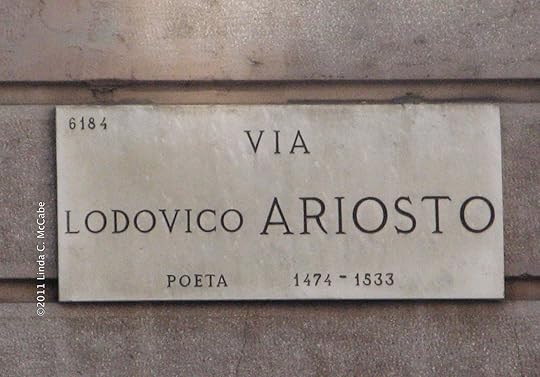 6184
VIA
LODOVICO ARIOSTO
POETA 1474-1533
©2011 Linda C. McCabe